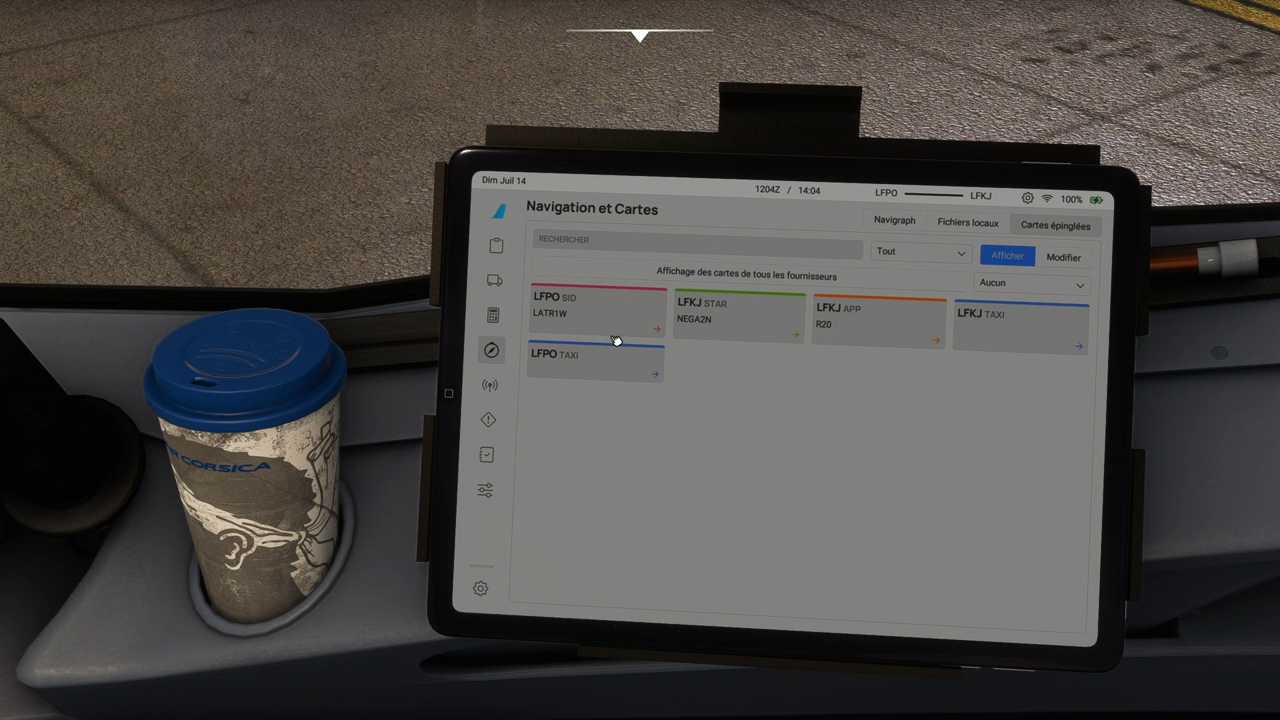 Dim Juil 14
1204Z / 14:04
LFPO LFKJ
100%
Navigation et Cartes
Navigraph
Fichiers locaux
Cartes épinglées
RECHERCHER
Tout
Afficher
Modifier
Affichage des cartes de tous les fournisseurs
Aucun
LFPO SID
LATR1W
LFKJ STAR
NEGA2N
LFKJ APP
R20
LFKJ TAXI
LFPO TAXI
CORSICA